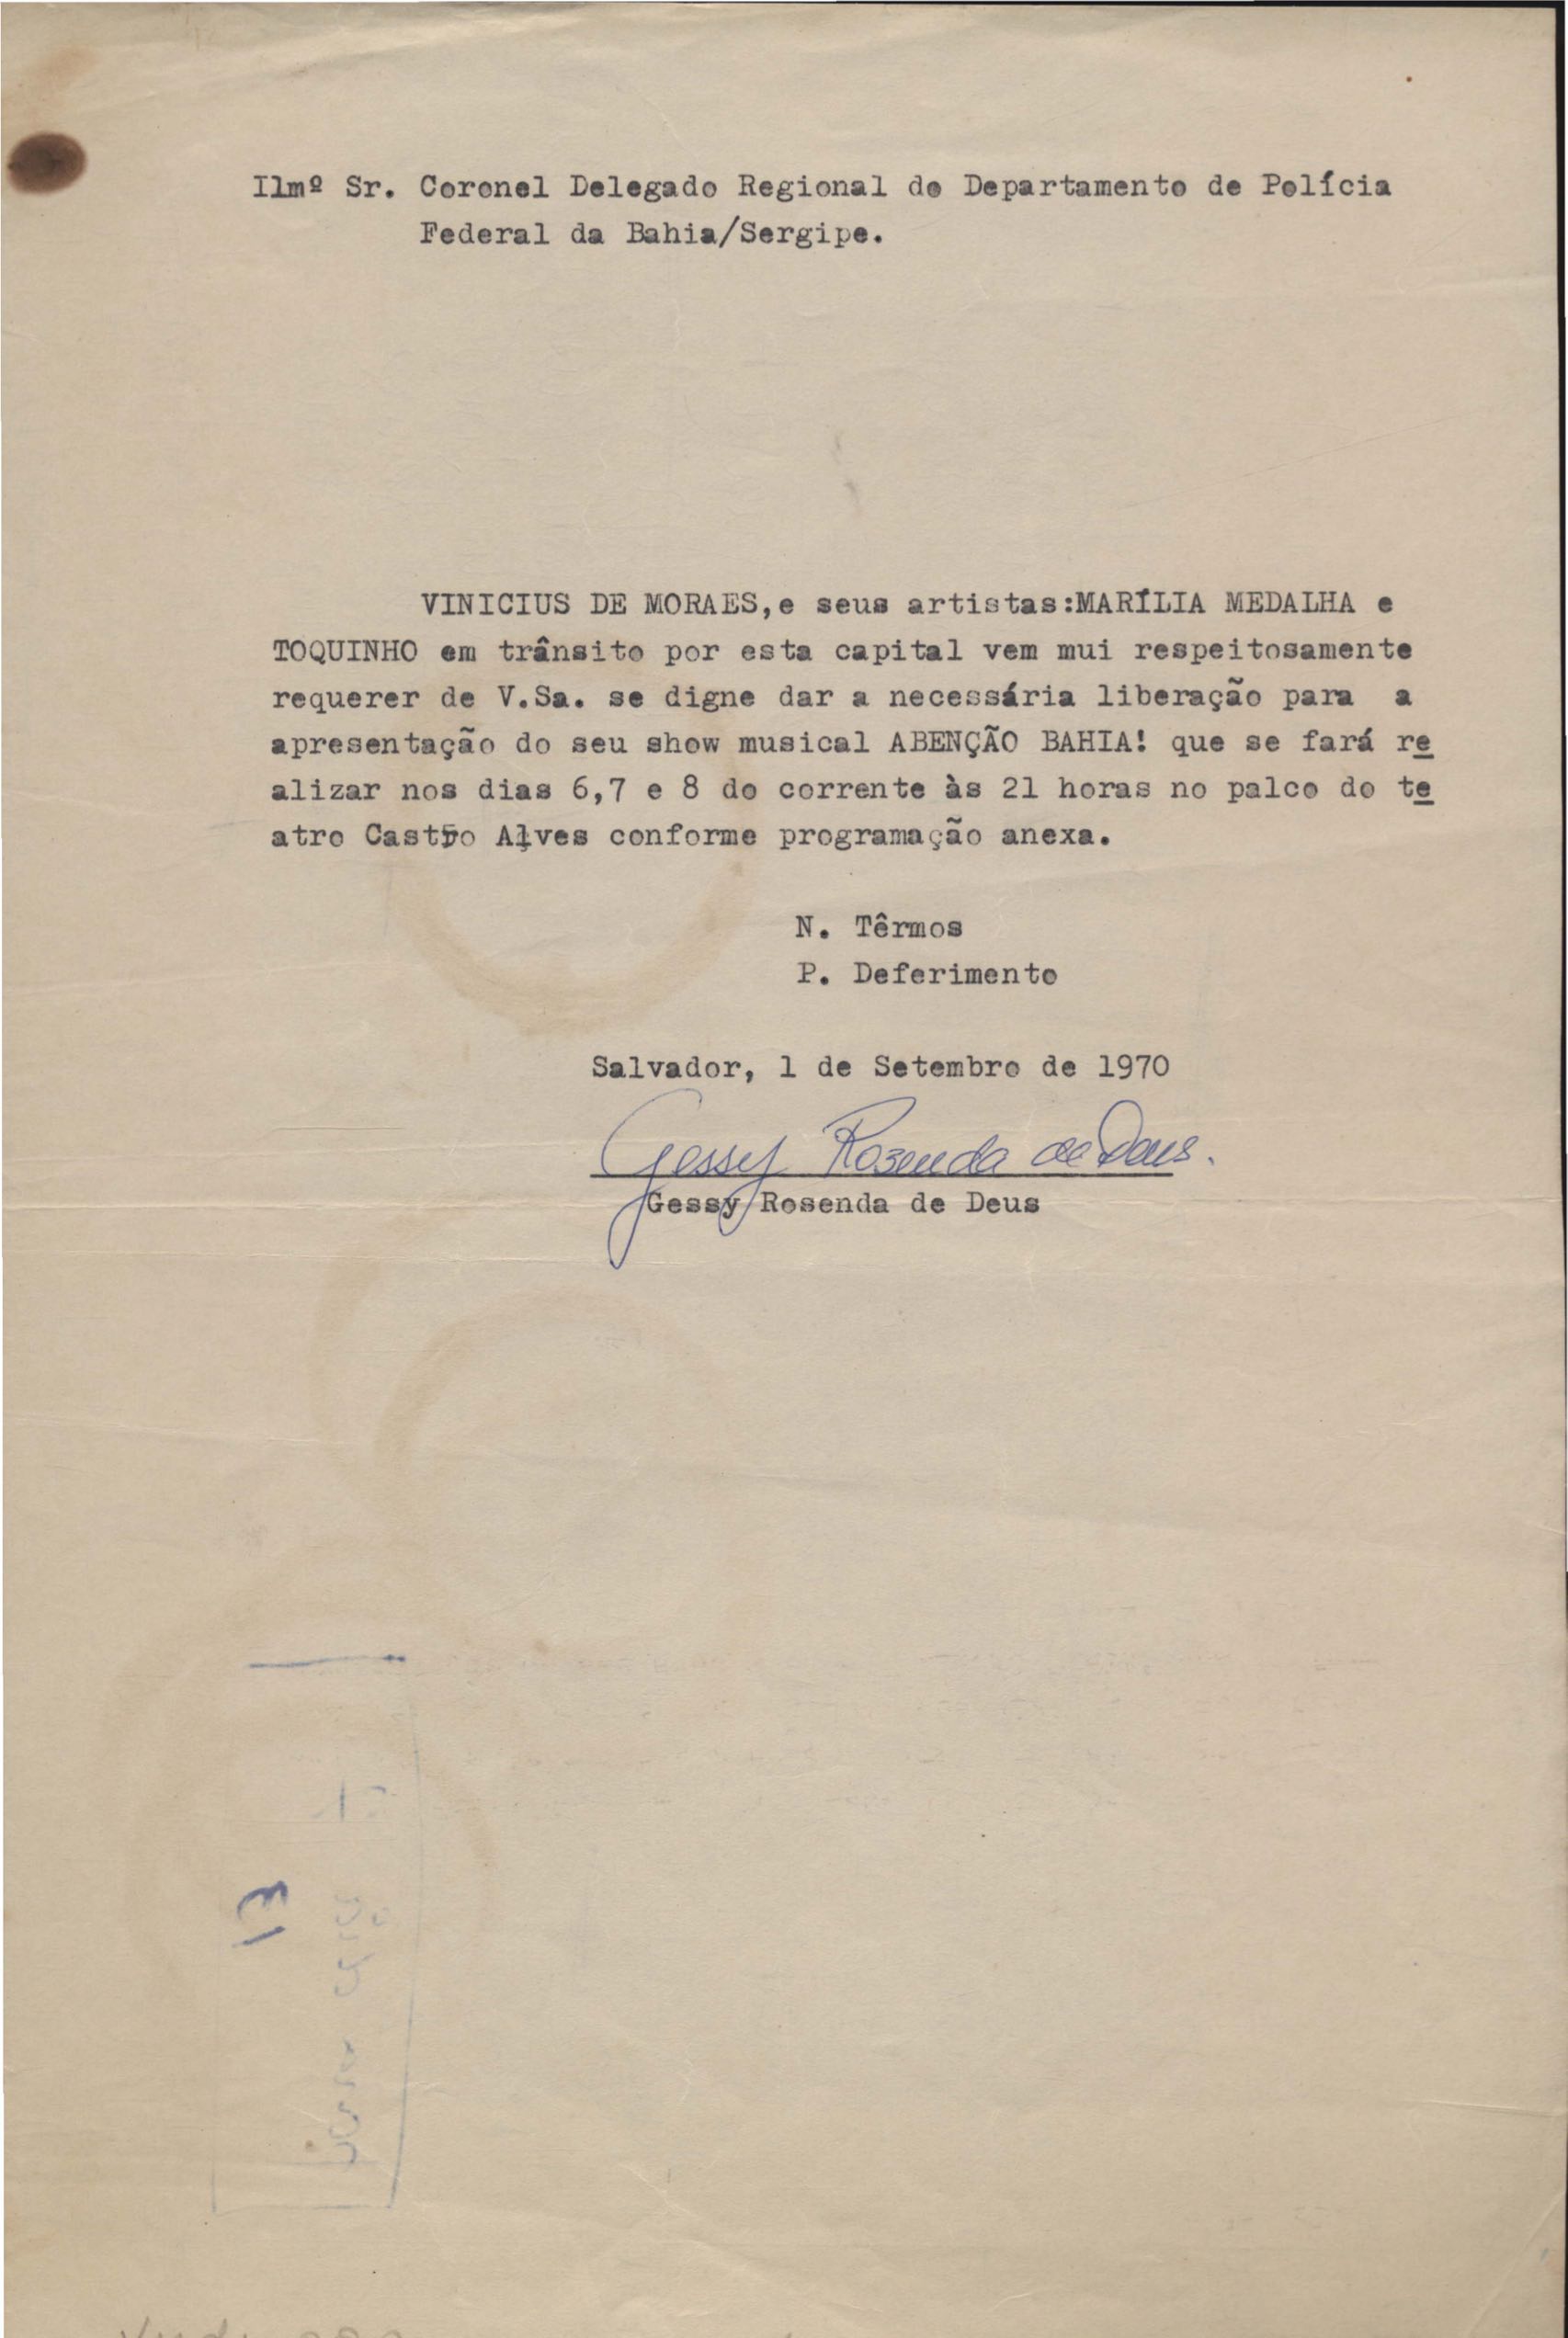 Ilmº Sr. Coronel Delegado Regional do Departamento de Polícia
Federal da Bahia/Sergipe.
VINICIUS DE MORAES,e seus artistas:MARÍLIA MEDALHA e
TOQUINHO em trânsito por esta capital vem mui respeitosamente
requerer de V.Sa. se digne dar a necessária liberação para a
apresentação do seu show musical ABENÇÃO BAHIA! que se fará re
alizar nos dias 6,7 e 8 do corrente às 21 horas no palco do te
atro Castro Alves conforme programação anexa.
N. Têrmos
P. Deferimento
Salvador, 1 de Setembro de 1970
Gessy Rosenda de Deus.
Gessy Rosenda de Deus
13